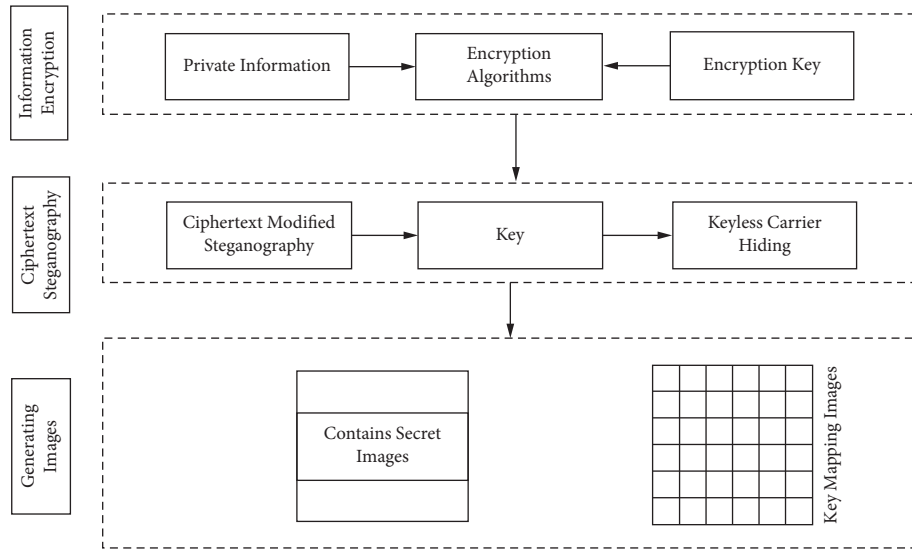 Information
Encryption
Private Information
Encryption
Algorithms
Encryption Key
Ciphertext
Steganography
Ciphertext Modified
Steganography
Key
Keyless Carrier
Hiding
Generating
Images
Contains Secret
Images
Key Mapping Images